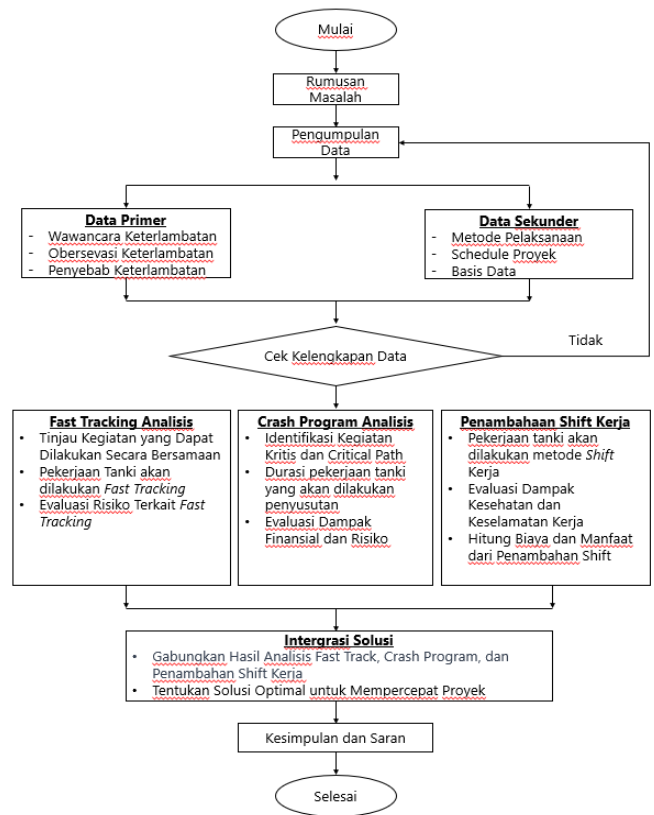 Mulai
Rumusan
Masalah
Pengumpulan
Data
Data Primer
- Wawancara Keterlambatan
- Obersevasi Keterlambatan
- Penyebab Keterlambatan
Data Sekunder
- Metode Pelaksanaan
- Schedule Proyek
- Basis Data
Cek Kelengkapan Data
Tidak
Fast Tracking Analisis
• Tinjau Kegiatan yang Dapat
Dilakukan Secara Bersamaan
• Pekerjaan Tanki akan
dilakukan Fast Tracking
• Evaluasi Risiko Terkait Fast
Tracking
Crash Program Analisis
• Identifikasi Kegiatan
Kritis dan Critical Path
• Durasi pekerjaan tanki
yang akan dilakukan
penyusutan
• Evaluasi Dampak
Finansial dan Risiko
Penambahaan Shift Kerja
• Pekerjaan tanki akan
dilakukan metode Shift
Kerja
• Evaluasi Dampak
Kesehatan dan
Keselamatan Kerja
• Hitung Biaya dan Manfaat
dari Penambahan Shift
Intergrasi Solusi
• Gabungkan Hasil Analisis Fast Track, Crash Program, dan
Penambahan Shift Kerja
• Tentukan Solusi Optimal untuk Mempercepat Proyek
Kesimpulan dan Saran
Selesai